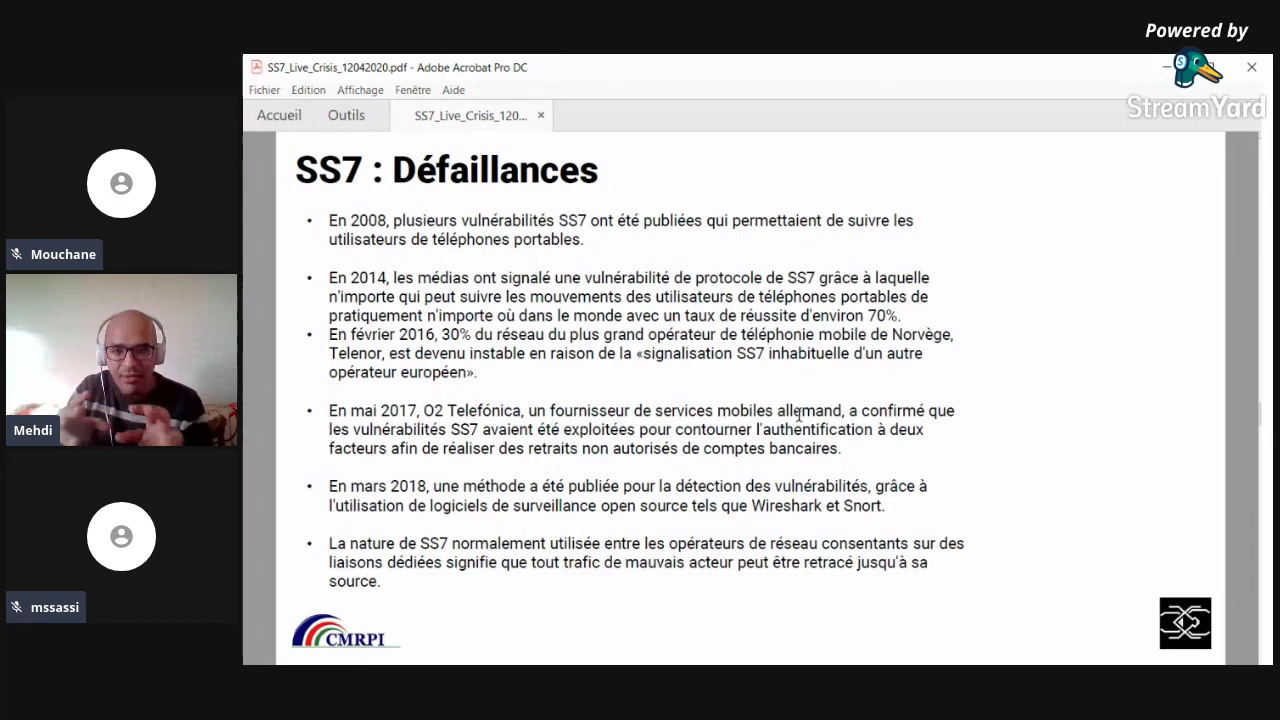 Powered by
StreamYard
SS7_Live_Crisis_12042020.pdf - Adobe Acrobat Pro DC
Fichier Edition Affichage Fenêtre Aide
Accueil Outils SS7_Live_Crisis_120... ×
SS7 : Défaillances
• En 2008, plusieurs vulnérabilités SS7 ont été publiées qui permettaient de suivre les
utilisateurs de téléphones portables.
• En 2014, les médias ont signalé une vulnérabilité de protocole de SS7 grâce à laquelle
n'importe qui peut suivre les mouvements des utilisateurs de téléphones portables de
pratiquement n'importe où dans le monde avec un taux de réussite d'environ 70%.
• En février 2016, 30% du réseau du plus grand opérateur de téléphonie mobile de Norvège,
Telenor, est devenu instable en raison de la «signalisation SS7 inhabituelle d'un autre
opérateur européen».
• En mai 2017, O2 Telefónica, un fournisseur de services mobiles allemand, a confirmé que
les vulnérabilités SS7 avaient été exploitées pour contourner l'authentification à deux
facteurs afin de réaliser des retraits non autorisés de comptes bancaires.
• En mars 2018, une méthode a été publiée pour la détection des vulnérabilités, grâce à
l'utilisation de logiciels de surveillance open source tels que Wireshark et Snort.
• La nature de SS7 normalement utilisée entre les opérateurs de réseau consentants sur des
liaisons dédiées signifie que tout trafic de mauvais acteur peut être retracé jusqu'à sa
source.
CMRPI
Mouchane
Mehdi
mssassi